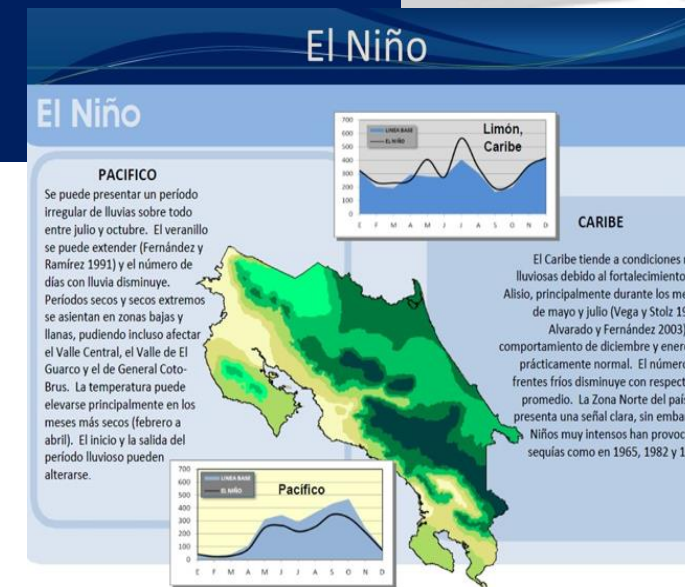 El Niño
El Niño
PACIFICO
Se puede presentar un período
irregular de lluvias sobre todo
entre julio y octubre. El veranillo
se puede extender (Fernández y
Ramírez 1991) y el número de
días con lluvia disminuye.
Períodos secos y secos extremos
se asientan en zonas bajas y
llanas, pudiendo incluso afectar
el Valle Central, el Valle de El
Guarco y el de General Coto-
Brus. La temperatura puede
elevarse principalmente en los
meses más secos (febrero a
abril). El inicio y la salida del
período lluvioso pueden
alterarse.
700
600
500
400
300
200
100
0
LINEA BASE
EL NIÑO
Limón,
Caribe
E F M A M J J A S O N D
CARIBE
El Caribe tiende a condiciones
lluviosas debido al fortalecimiento
Alisio, principalmente durante los
de mayo y julio (Vega y Stolz
Alvarado y Fernández 2003)
comportamiento de diciembre y
prácticamente normal. El
frentes fríos disminuye con
promedio. La Zona Norte del
presenta una señal clara, sin
Niños muy intensos han
sequías como en 1965, 1982 y
700
600
500
400
300
200
100
0
LINEA BASE
EL NIÑO
Pacífico
E F M A M J J A S O N D